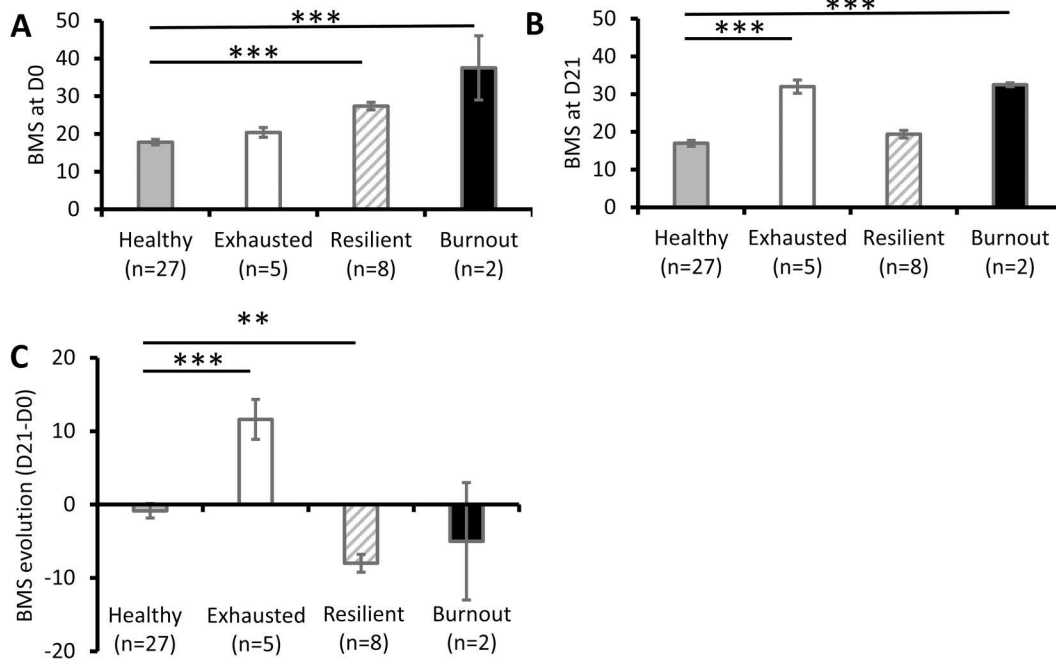 A
BMS at D0
50
40
30
20
10
0
***
***
Healthy
(n=27)
Exhausted
(n=5)
Resilient
(n=8)
Burnout
(n=2)
B
BMS at D21
50
40
30
20
10
0
***
***
Healthy
(n=27)
Exhausted
(n=5)
Resilient
(n=8)
Burnout
(n=2)
C
BMS evolution (D21-D0)
20
10
0
-10
-20
**
***
Healthy
(n=27)
Exhausted
(n=5)
Resilient
(n=8)
Burnout
(n=2)